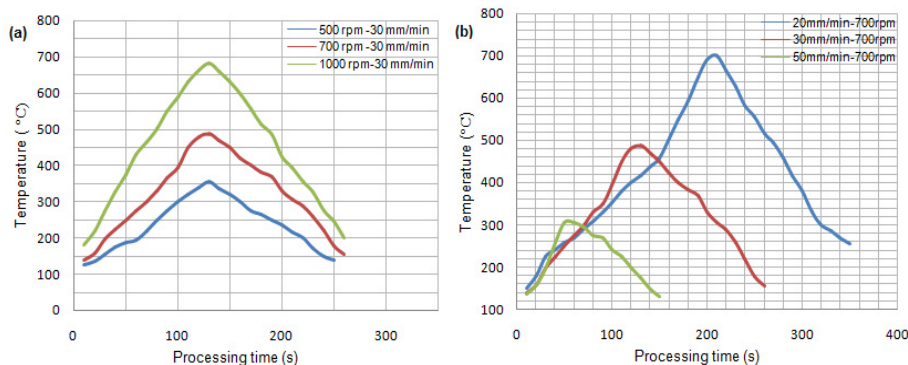 (a)
800
700
600
500
400
300
200
100
0
Temperature ( °C)
500 rpm -30 mm/min
700 rpm -30 mm/min
1000 rpm-30 mm/min
0
100
200
300
Processing time (s)
(b)
800
700
600
500
400
300
200
100
Temperature (°C)
20mm/min-700rpm
30mm/min-700rpm
50mm/min-700rpm
0
100
200
300
400
Processing time (s)